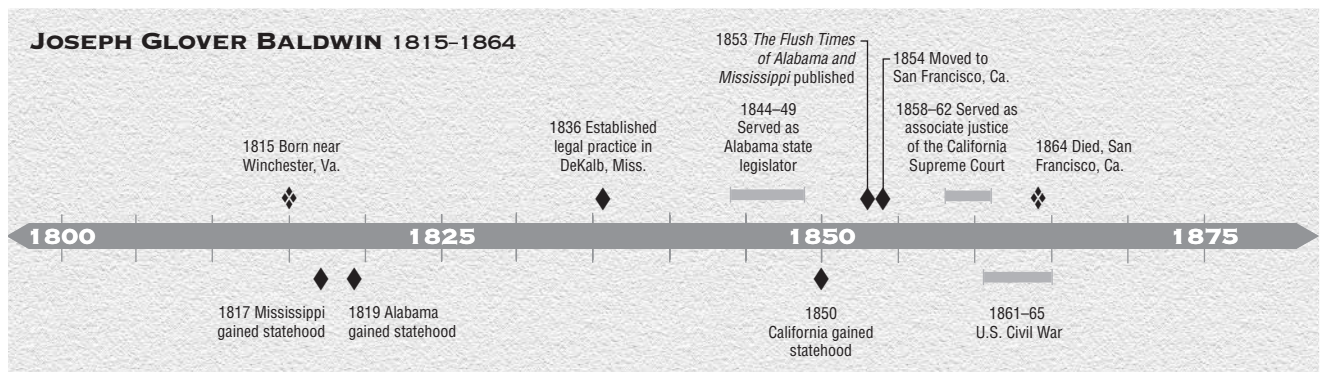 JOSEPH GLOVER BALDWIN 1815–1864
1815 Born near
Winchester, Va.
1836 Established
legal practice in
DeKalb, Miss.
1844–49
Served as
Alabama state
legislator
1853 The Flush Times
of Alabama and
Mississippi published
1854 Moved to
San Francisco, Ca.
1858–62 Served as
associate justice
of the California
Supreme Court
1864 Died, San
Francisco, Ca.
1800 1825 1850 1875
1817 Mississippi
gained statehood
1819 Alabama
gained statehood
1850
California gained
statehood
1861–65
U.S. Civil War